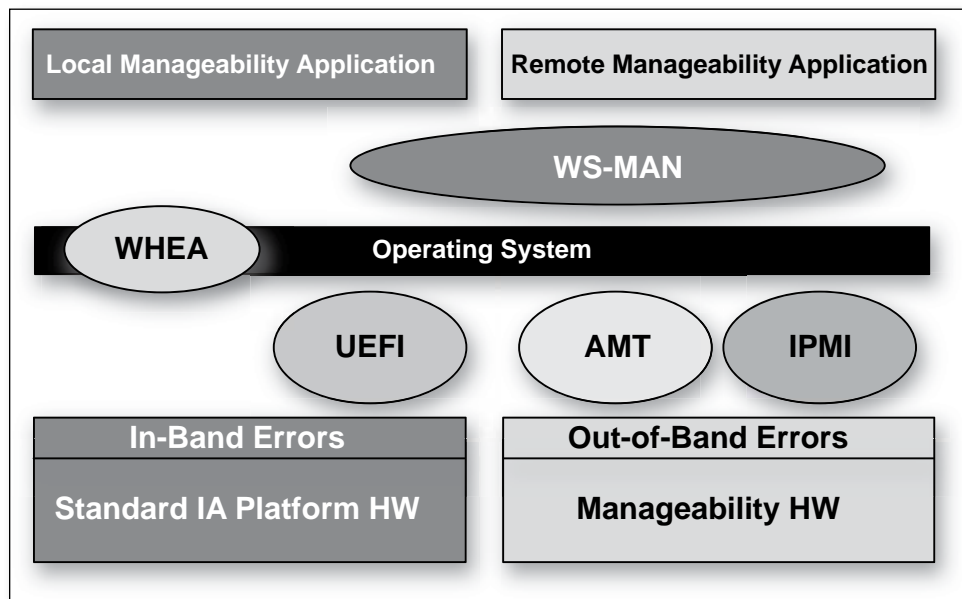 Local Manageability Application
Remote Manageability Application
WS-MAN
WHEA
Operating System
UEFI
AMT
IPMI
In-Band Errors
Out-of-Band Errors
Standard IA Platform HW
Manageability HW